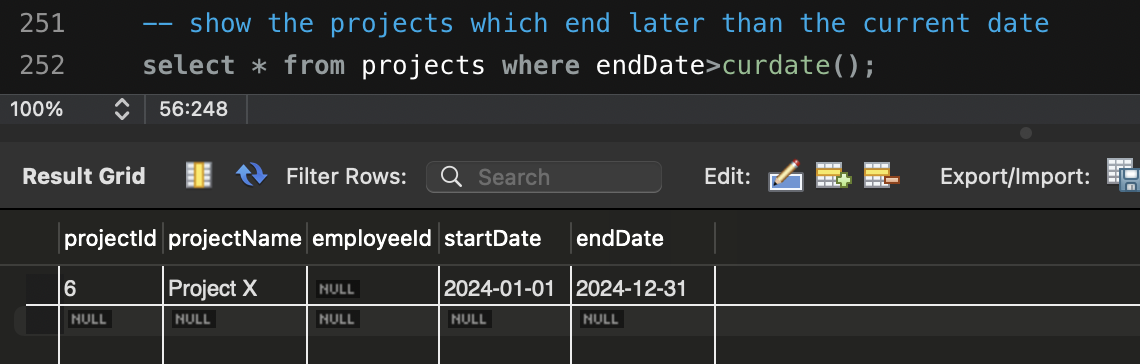 251 -- show the projects which end later than the current date
252 select * from projects where endDate>curdate();
100% 56:248
Result Grid Filter Rows: Search Edit: Export/Import:
projectId projectName employeeId startDate endDate
6 Project X NULL 2024-01-01 2024-12-31
NULL NULL NULL NULL NULL